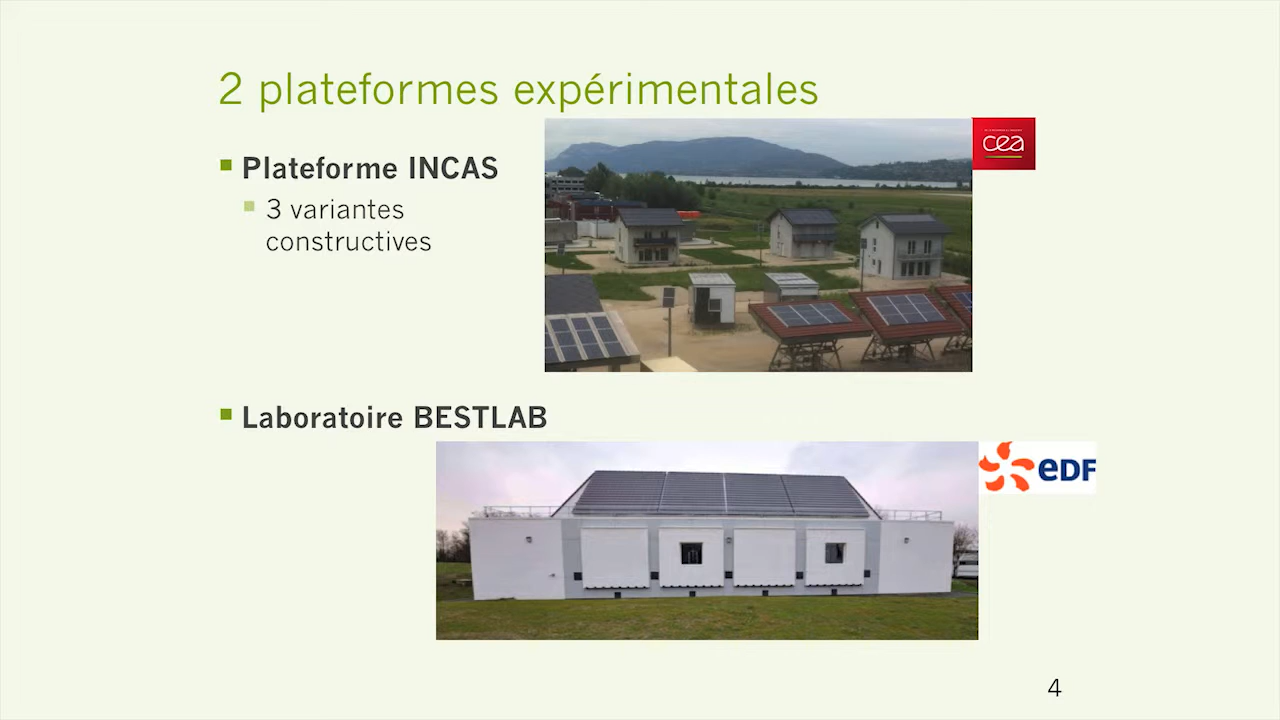 2 plateformes expérimentales
Plateforme INCAS
3 variantes
constructives
cea
Laboratoire BESTLAB
eDF
4